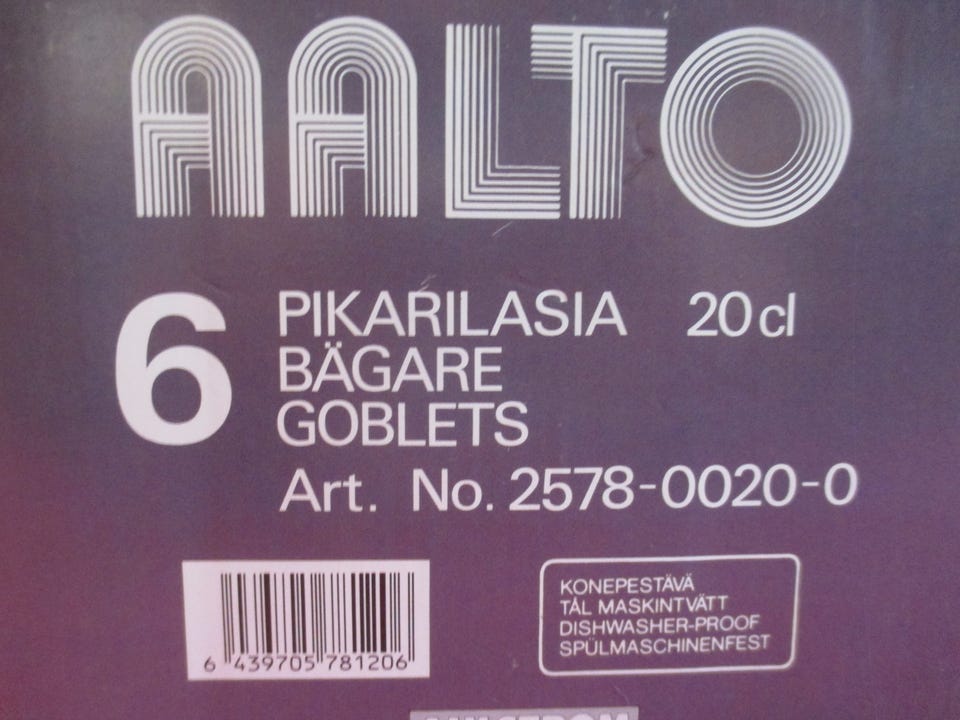 AALTO
6 PIKARILASIA 20 cl
BÄGARE
GOBLETS
Art. No. 2578-0020-0
6 439705 781206
KONEPESTÄVÄ
TÅL MASKINTVÄTT
DISHWASHER-PROOF
SPÜLMASCHINENFEST